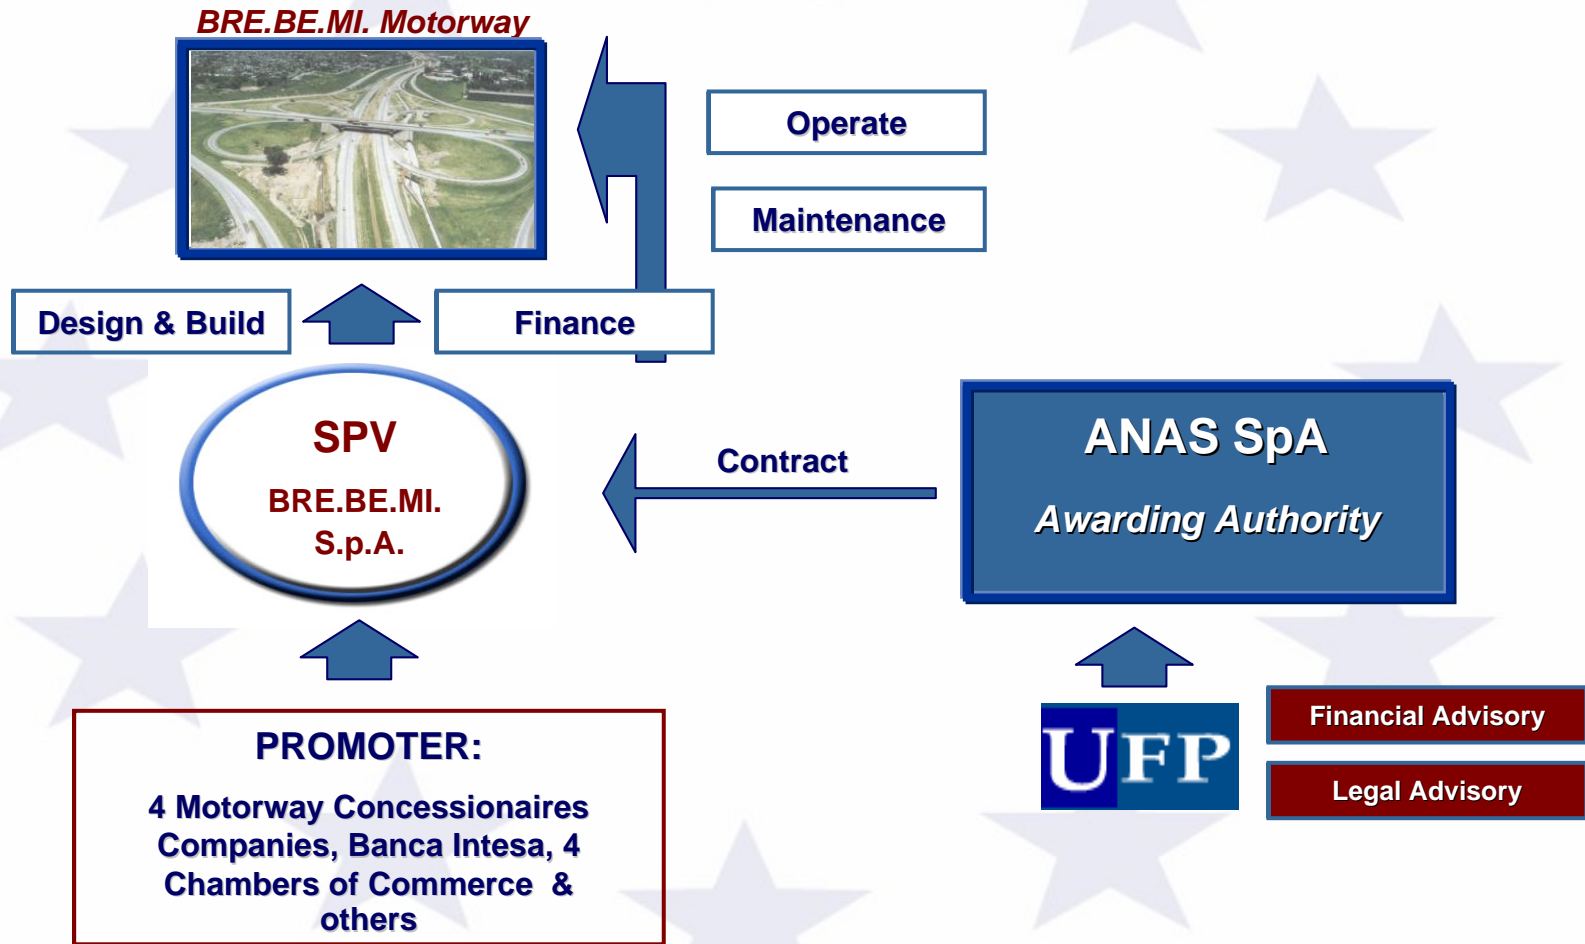 BRE.BE.MI. Motorway
Operate
Maintenance
Design & Build
Finance
SPV
BRE.BE.MI.
S.p.A.
Contract
ANAS SpA
Awarding Authority
PROMOTER:
4 Motorway Concessionaires
Companies, Banca Intesa, 4
Chambers of Commerce &
others
UFP
Financial Advisory
Legal Advisory